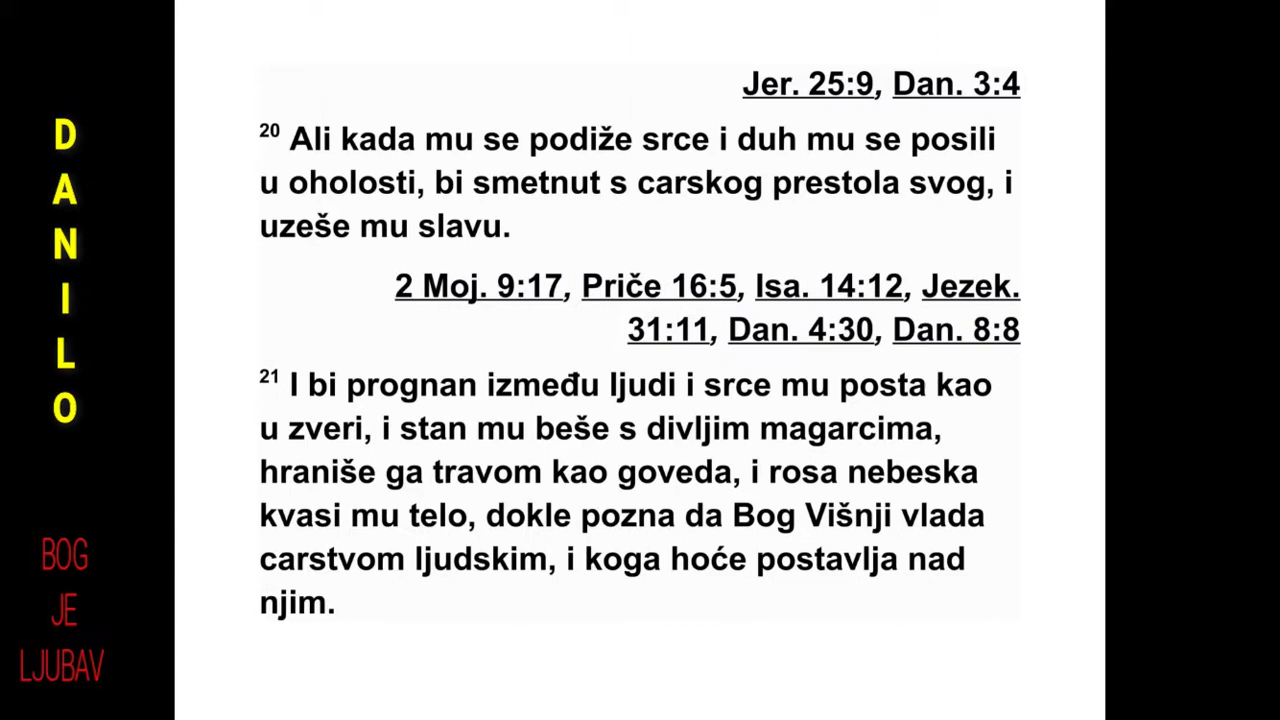 D
A
N
I
L
O
BOG
JE
LJUBAV
Jer. 25:9, Dan. 3:4
20 Ali kada mu se podiže srce i duh mu se posili
u oholosti, bi smetnut s carskog prestola svog, i
uzeše mu slavu.
2 Moj. 9:17, Priče 16:5, Isa. 14:12, Jezek.
31:11, Dan. 4:30, Dan. 8:8
21 I bi prognan između ljudi i srce mu posta kao
u zveri, i stan mu beše s divljim magarcima,
hraniše ga travom kao goveda, i rosa nebeska
kvasi mu telo, dokle pozna da Bog Višnji vlada
carstvom ljudskim, i koga hoće postavlja nad
njim.